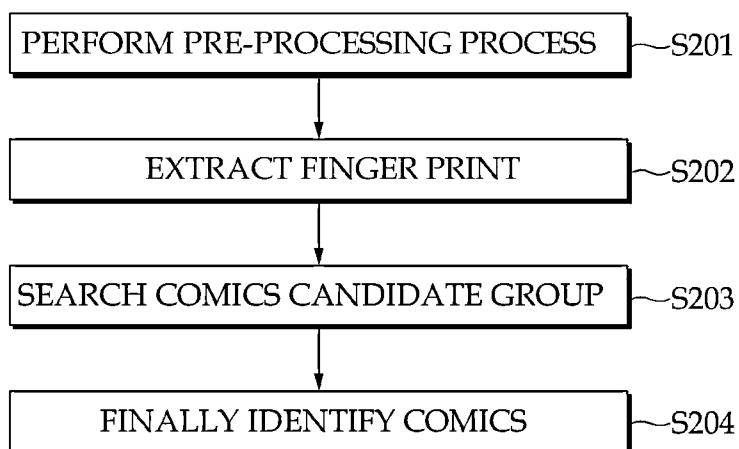 PERFORM PRE-PROCESSING PROCESS S201
EXTRACT FINGER PRINT S202
SEARCH COMICS CANDIDATE GROUP S203
FINALLY IDENTIFY COMICS S204